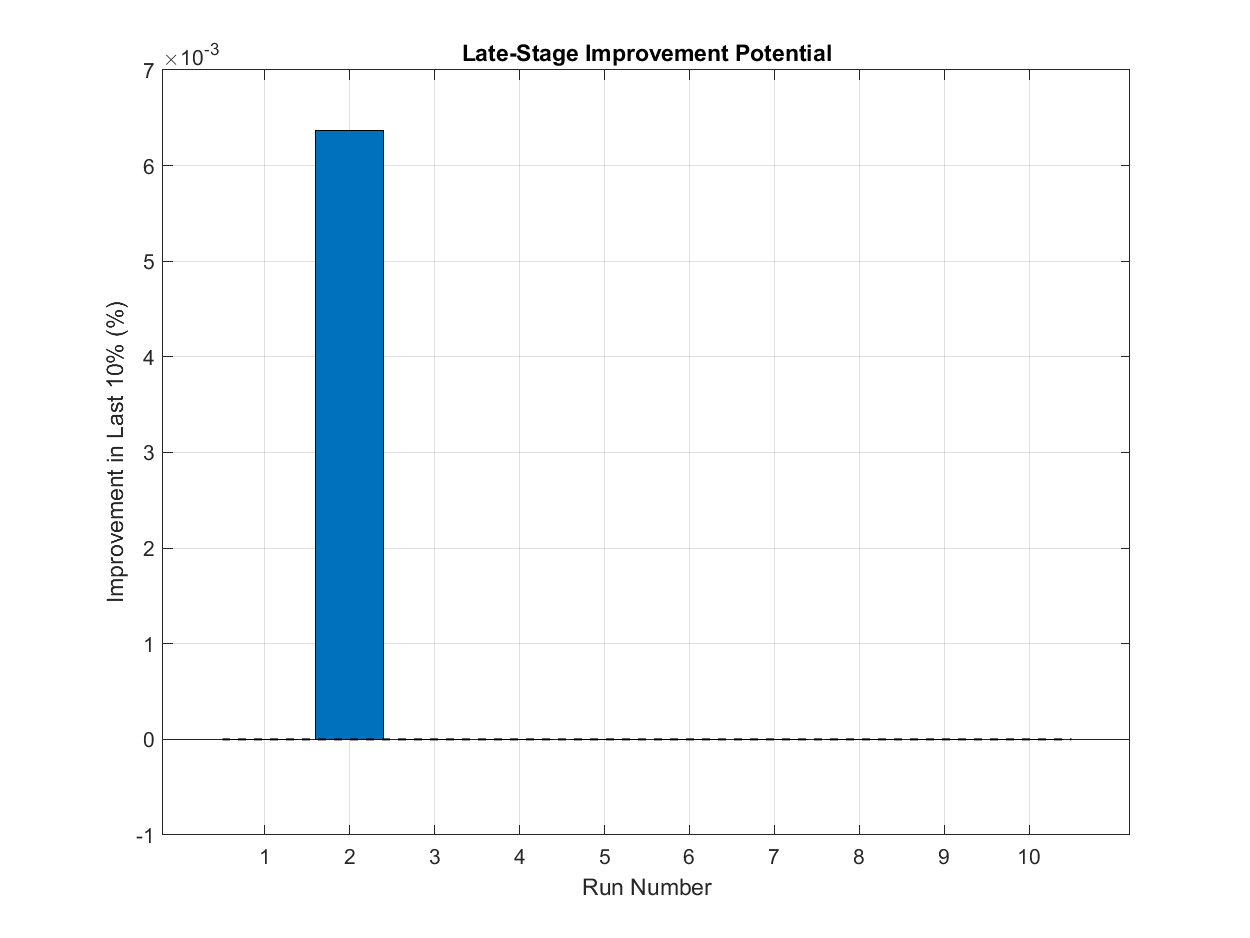 Late-Stage Improvement Potential
×10-3
7
6
5
4
3
2
1
0
-1
Improvement in Last 10% (%)
1 2 3 4 5 6 7 8 9 10
Run Number